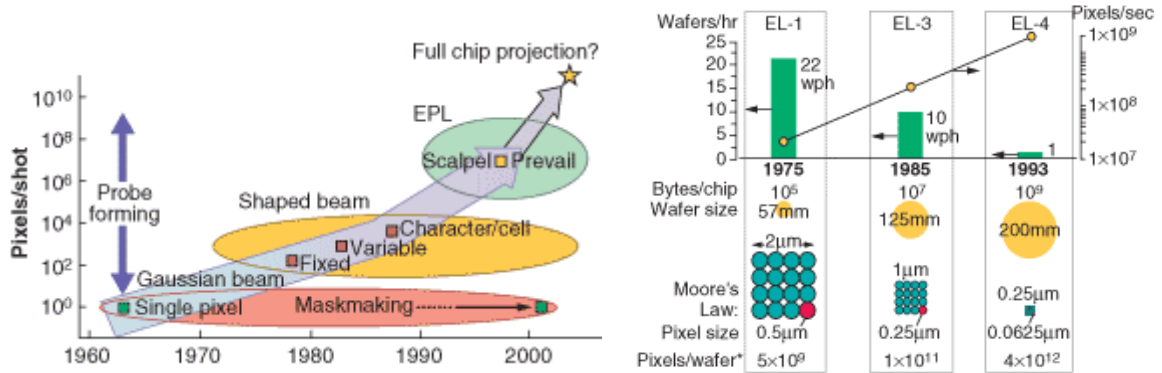 Full chip projection?
EPL
Scalpel Prevail
Pixels/shot
10¹⁰
10⁸
10⁶
10⁴
10²
10⁰
Probe
forming
Shaped beam
Character/cell
Variable
Fixed
Gaussian beam
Single pixel
Maskmaking
1960 1970 1980 1990 2000
Wafers/hr EL-1 EL-3 EL-4 Pixels/sec
25
20
15
10
5
0
22
wph
10
wph
1
1×10⁹
1×10⁸
1×10⁷
1975 1985 1993
Bytes/chip 10⁵ 10⁷ 10⁹
Wafer size 57mm 125mm 200mm
2µm
1µm
0.25µm
Moore's
Law:
Pixel size 0.5µm 0.25µm 0.0625µm
Pixels/wafer* 5×10⁹ 1×10¹¹ 4×10¹²